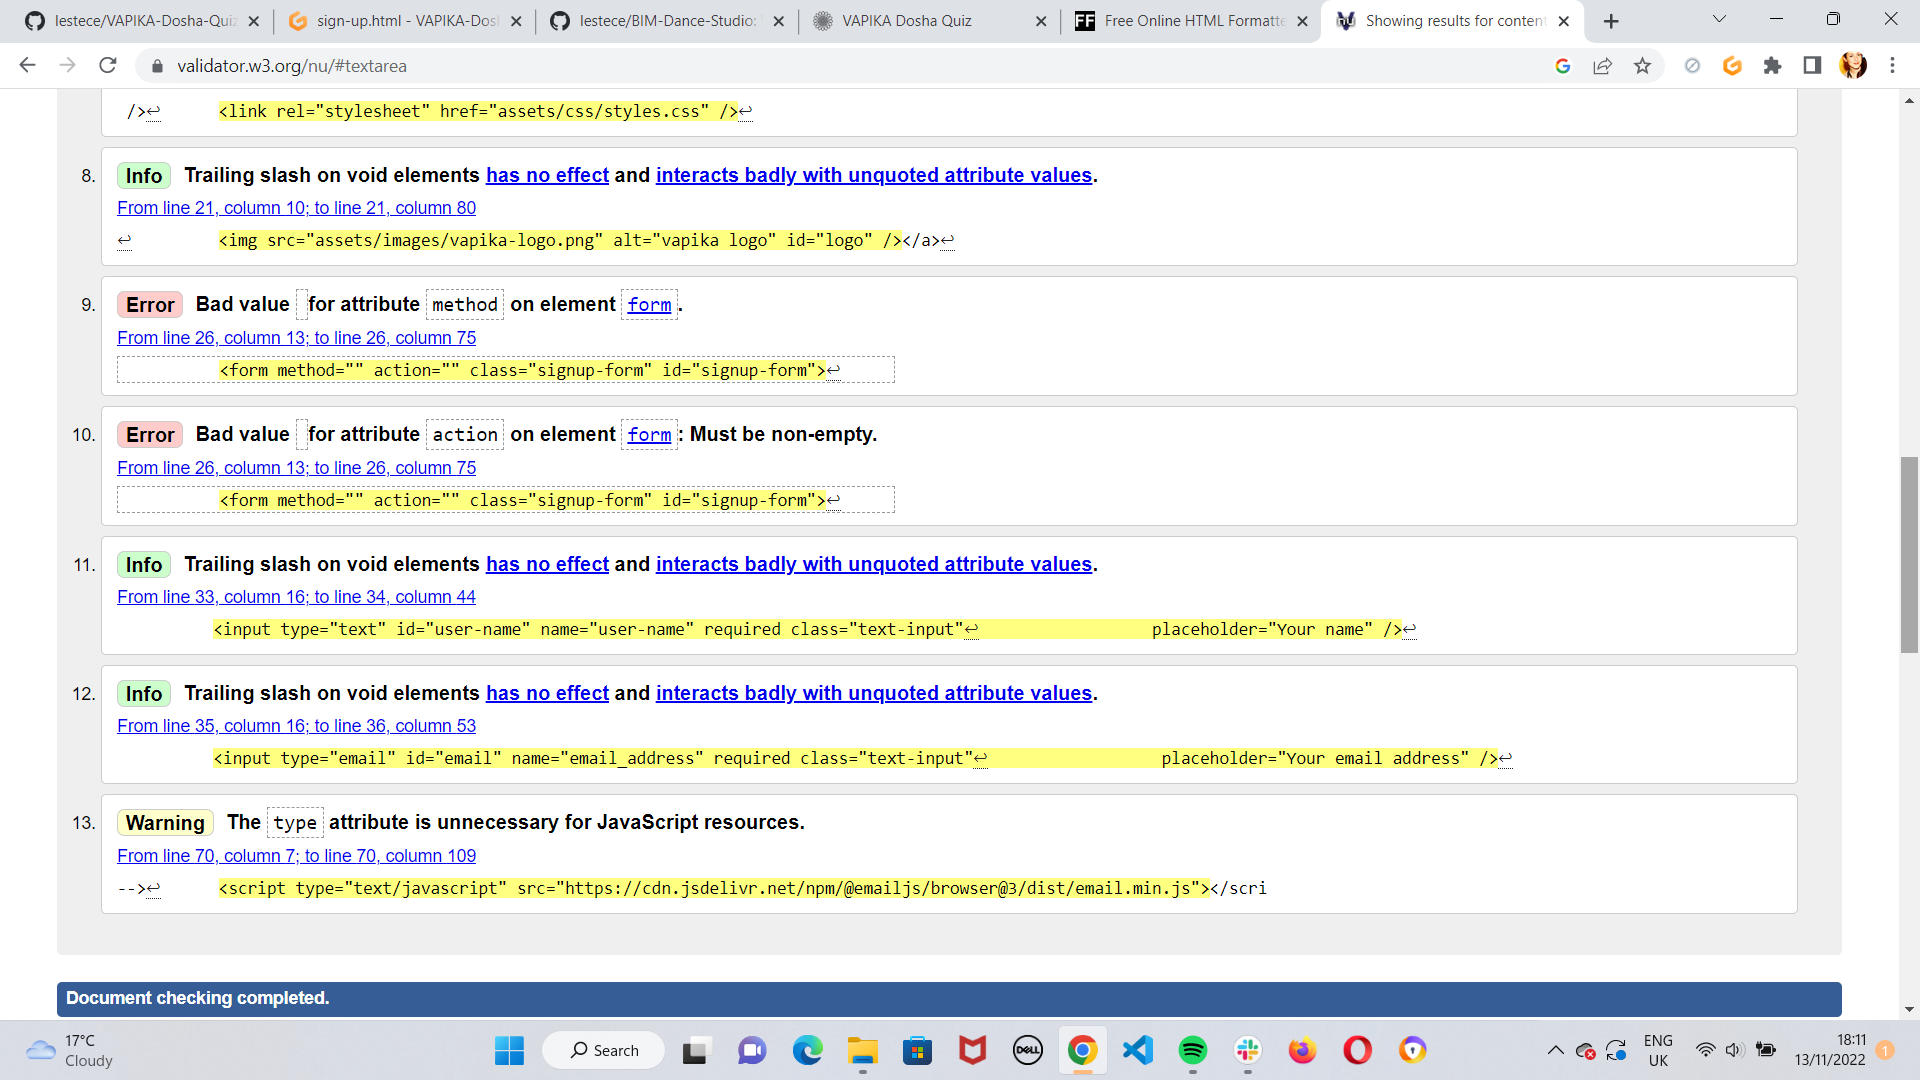 lestece/VAPIKA-Dosha-Qui
sign-up.html - VAPIKA-Dosh
lestece/BIM-Dance-Studio:
VAPIKA Dosha Quiz
FF
Free Online HTML Formatte
Showing results for content
validator.w3.org/nu/#textarea
/>↩      <link rel="stylesheet" href="assets/css/styles.css" />↩
8. Info Trailing slash on void elements has no effect and interacts badly with unquoted attribute values.
From line 21, column 10; to line 21, column 80
↩         <img src="assets/images/vapika-logo.png" alt="vapika logo" id="logo" /></a>↩
9. Error Bad value for attribute method on element form.
From line 26, column 13; to line 26, column 75
<form method="" action="" class="signup-form" id="signup-form">↩
10. Error Bad value for attribute action on element form: Must be non-empty.
From line 26, column 13; to line 26, column 75
<form method="" action="" class="signup-form" id="signup-form">↩
11. Info Trailing slash on void elements has no effect and interacts badly with unquoted attribute values.
From line 33, column 16; to line 34, column 44
<input type="text" id="user-name" name="user-name" required class="text-input"↩                  placeholder="Your name" />↩
12. Info Trailing slash on void elements has no effect and interacts badly with unquoted attribute values.
From line 35, column 16; to line 36, column 53
<input type="email" id="email" name="email_address" required class="text-input"↩                  placeholder="Your email address" />↩
13. Warning The type attribute is unnecessary for JavaScript resources.
From line 70, column 7; to line 70, column 109
-->↩      <script type="text/javascript" src="https://cdn.jsdelivr.net/npm/@emailjs/browser@3/dist/email.min.js"></scri
Document checking completed.
17°C
Cloudy
Search
DELL
ENG
UK
18:11
13/11/2022
1